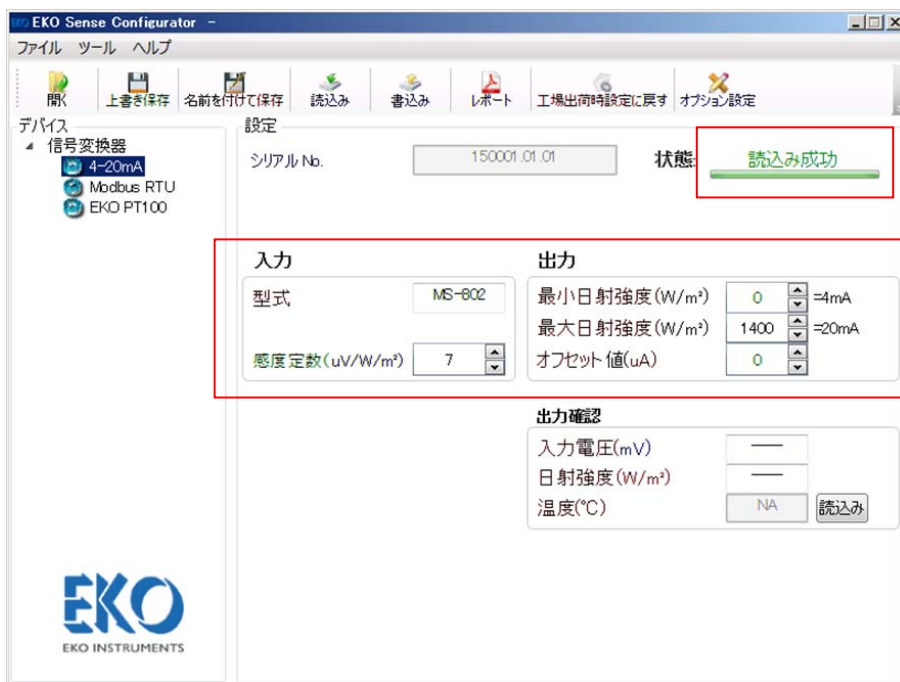 EKO Sense Configurator -
ファイル ツール ヘルプ
開く 上書き保存 名前を付けて保存 読込み 書込み レポート 工場出荷時設定に戻す オプション設定
デバイス
信号変換器
4-20mA
Modbus RTU
EKO PT100
設定
シリアル No. 150001.01.01 状態: 読込み成功
入力
型式 MS-802
感度定数(uV/W/m²) 7
出力
最小日射強度(W/m²) 0 =4mA
最大日射強度(W/m²) 1400 =20mA
オフセット値(uA) 0
出力確認
入力電圧(mV) ──
日射強度(W/m²) ──
温度(℃) NA 読込み
EKO
EKO INSTRUMENTS